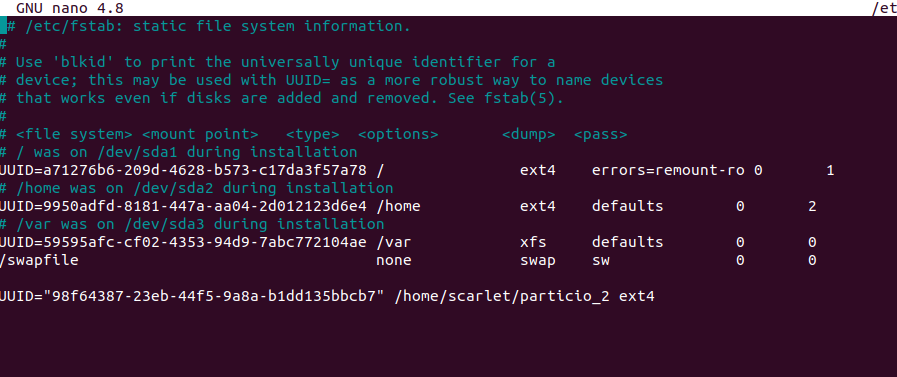 GNU nano 4.8 /et
# /etc/fstab: static file system information.
#
# Use 'blkid' to print the universally unique identifier for a
# device; this may be used with UUID= as a more robust way to name devices
# that works even if disks are added and removed. See fstab(5).
#
# <file system> <mount point>   <type>  <options>       <dump>  <pass>
# / was on /dev/sda1 during installation
UUID=a71276b6-209d-4628-b573-c17da3f57a78 /               ext4    errors=remount-ro 0       1
# /home was on /dev/sda2 during installation
UUID=9950adfd-8181-447a-aa04-2d012123d6e4 /home           ext4    defaults        0       2
# /var was on /dev/sda3 during installation
UUID=59595afc-cf02-4353-94d9-7abc772104ae /var            xfs     defaults        0       0
/swapfile                                 none            swap    sw              0       0
UUID="98f64387-23eb-44f5-9a8a-b1dd135bbcb7" /home/scarlet/particio_2 ext4